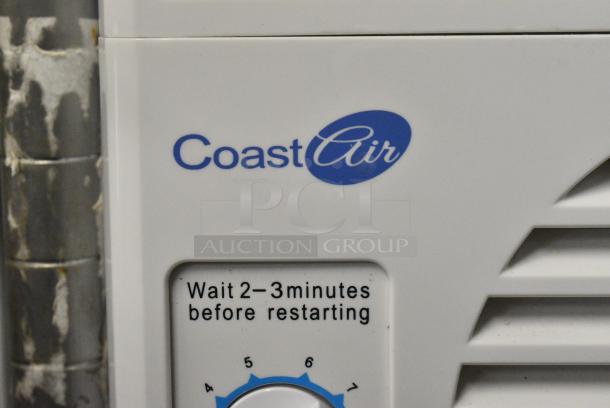 Coast Air
PCI
AUCTION GROUP
Wait 2-3 minutes
before restarting
4 5 6 7